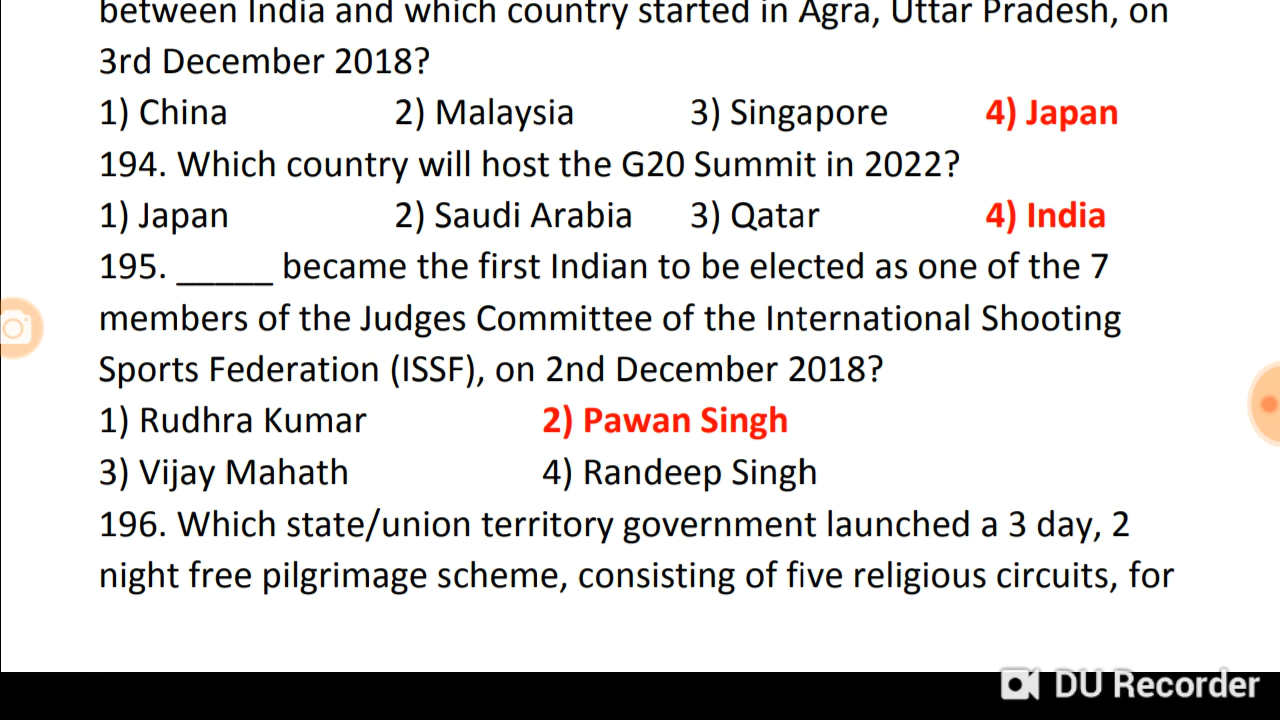 between India and which country started in Agra, Uttar Pradesh, on
3rd December 2018?
1) China 2) Malaysia 3) Singapore 4) Japan
194. Which country will host the G20 Summit in 2022?
1) Japan 2) Saudi Arabia 3) Qatar 4) India
195. _____ became the first Indian to be elected as one of the 7
members of the Judges Committee of the International Shooting
Sports Federation (ISSF), on 2nd December 2018?
1) Rudhra Kumar 2) Pawan Singh
3) Vijay Mahath 4) Randeep Singh
196. Which state/union territory government launched a 3 day, 2
night free pilgrimage scheme, consisting of five religious circuits, for
DU Recorder